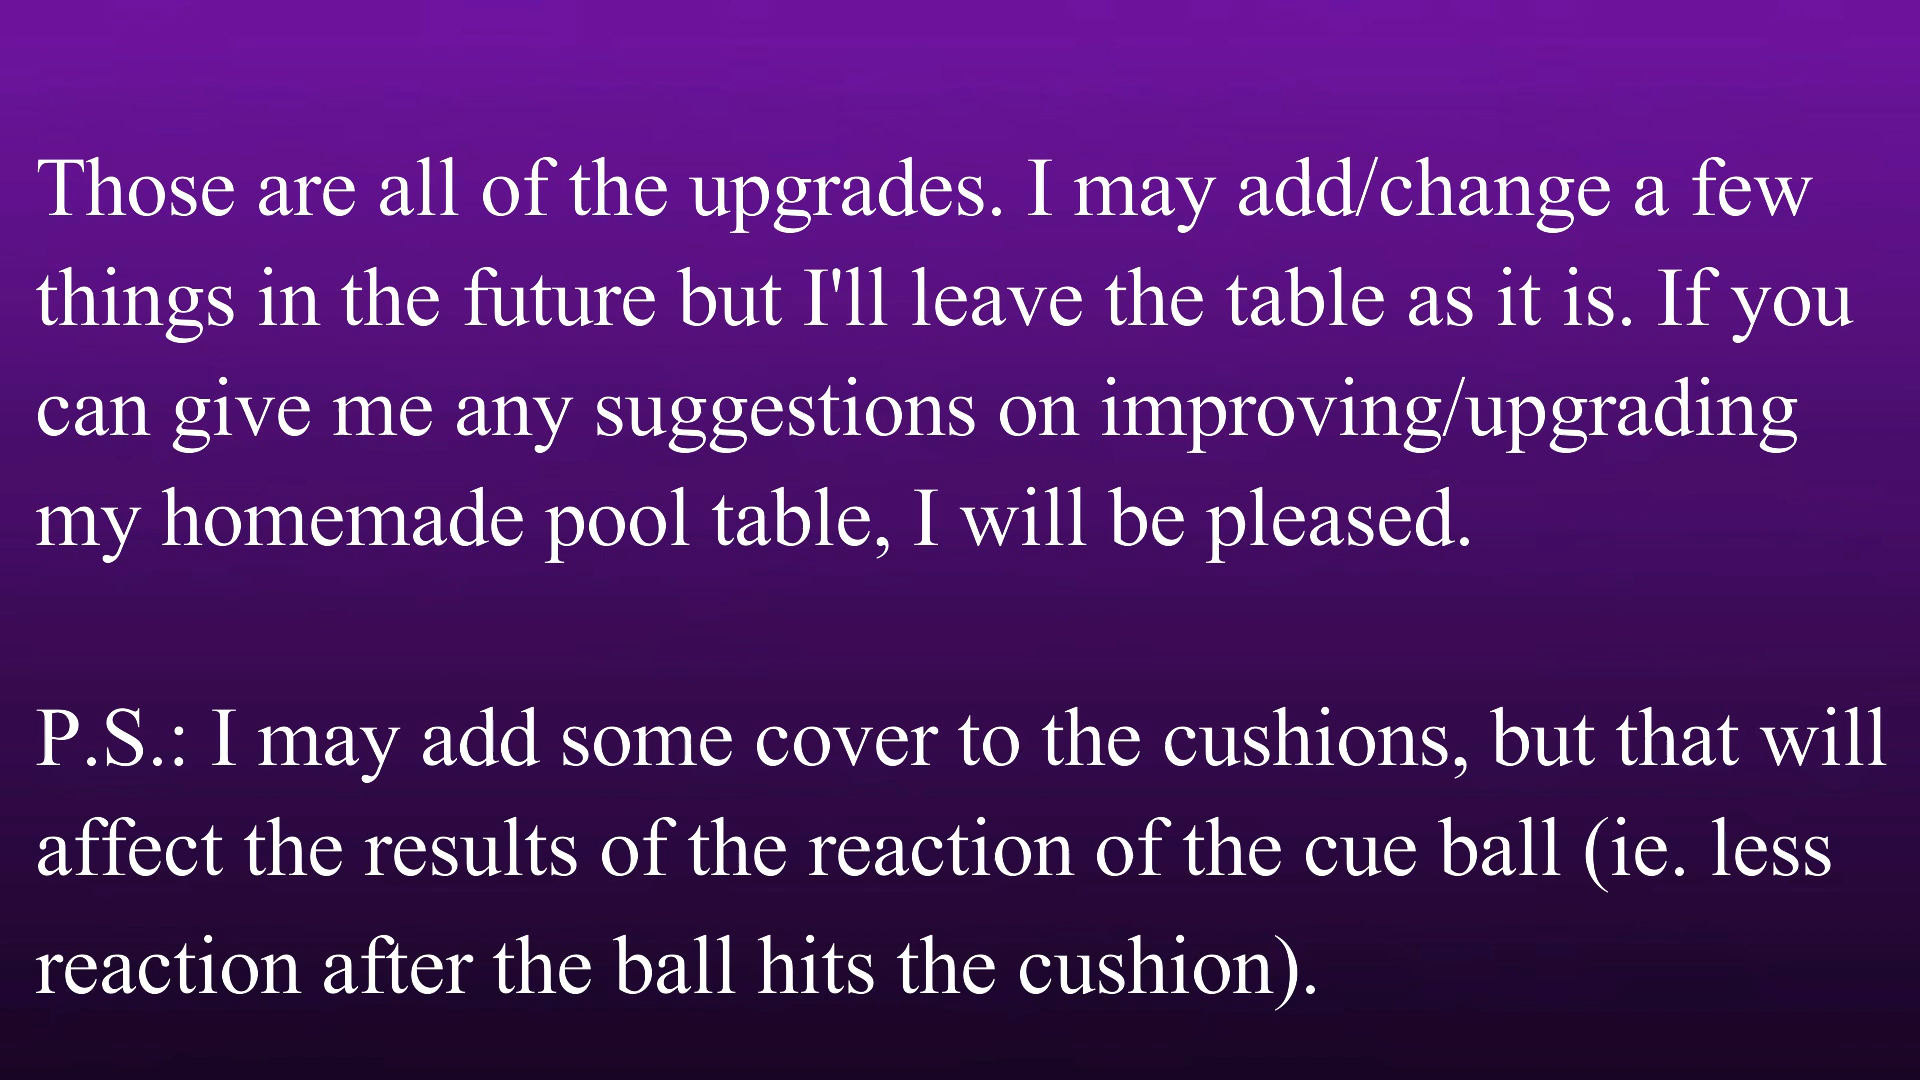 Those are all of the upgrades. I may add/change a few
things in the future but I'll leave the table as it is. If you
can give me any suggestions on improving/upgrading
my homemade pool table, I will be pleased.
P.S.: I may add some cover to the cushions, but that will
affect the results of the reaction of the cue ball (ie. less
reaction after the ball hits the cushion).